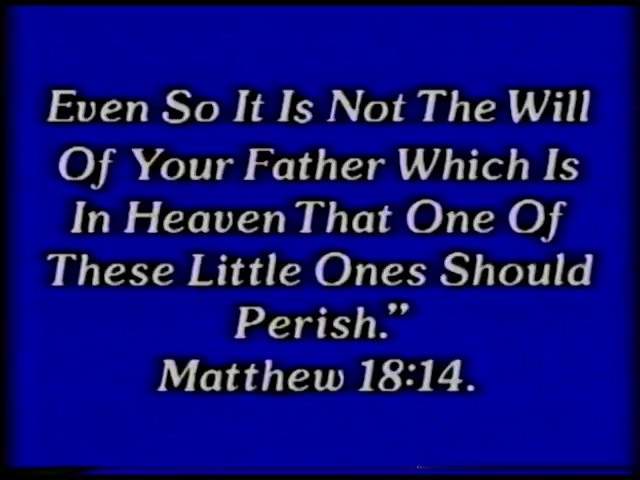 Even So It Is Not The Will
Of Your Father Which Is
In Heaven That One Of
These Little Ones Should
Perish.”
Matthew 18:14.